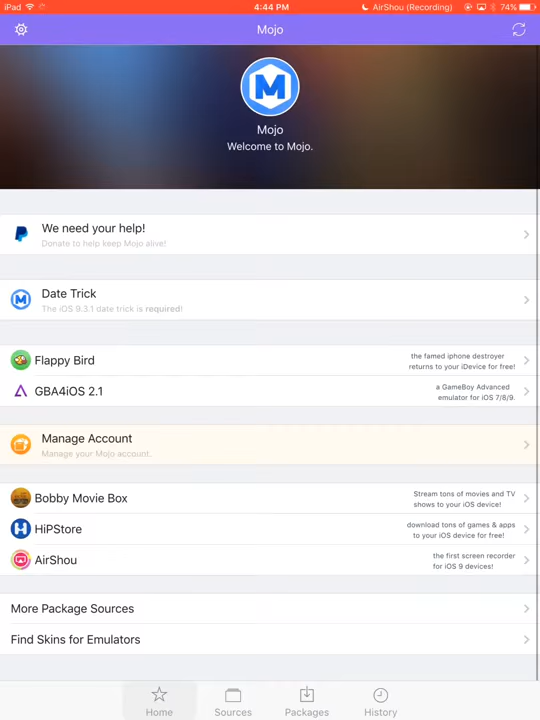 iPad 4:44 PM AirShou (Recording) 74%
Mojo
M
Mojo
Welcome to Mojo.
We need your help!
Donate to help keep Mojo alive!
Date Trick
The iOS 9.3.1 date trick is required!
Flappy Bird
the famed iphone destroyer
returns to your iDevice for free!
GBA4iOS 2.1
a GameBoy Advanced
emulator for iOS 7/8/9.
Manage Account
Manage your Mojo account.
Bobby Movie Box
Stream tons of movies and TV
shows to your iOS device!
HiPStore
download tons of games & apps
to your iOS device for free!
AirShou
the first screen recorder
for iOS 9 devices!
More Package Sources
Find Skins for Emulators
Home Sources Packages History